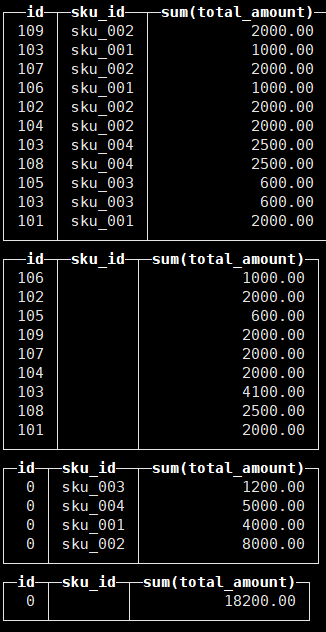 id sku_id sum(total_amount)
109 sku_002 2000.00
103 sku_001 1000.00
107 sku_002 2000.00
106 sku_001 1000.00
102 sku_002 2000.00
104 sku_002 2000.00
103 sku_004 2500.00
108 sku_004 2500.00
105 sku_003 600.00
103 sku_003 600.00
101 sku_001 2000.00
id sku_id sum(total_amount)
106 1000.00
102 2000.00
105 600.00
109 2000.00
107 2000.00
104 2000.00
103 4100.00
108 2500.00
101 2000.00
id sku_id sum(total_amount)
0 sku_003 1200.00
0 sku_004 5000.00
0 sku_001 4000.00
0 sku_002 8000.00
id sku_id sum(total_amount)
0 18200.00